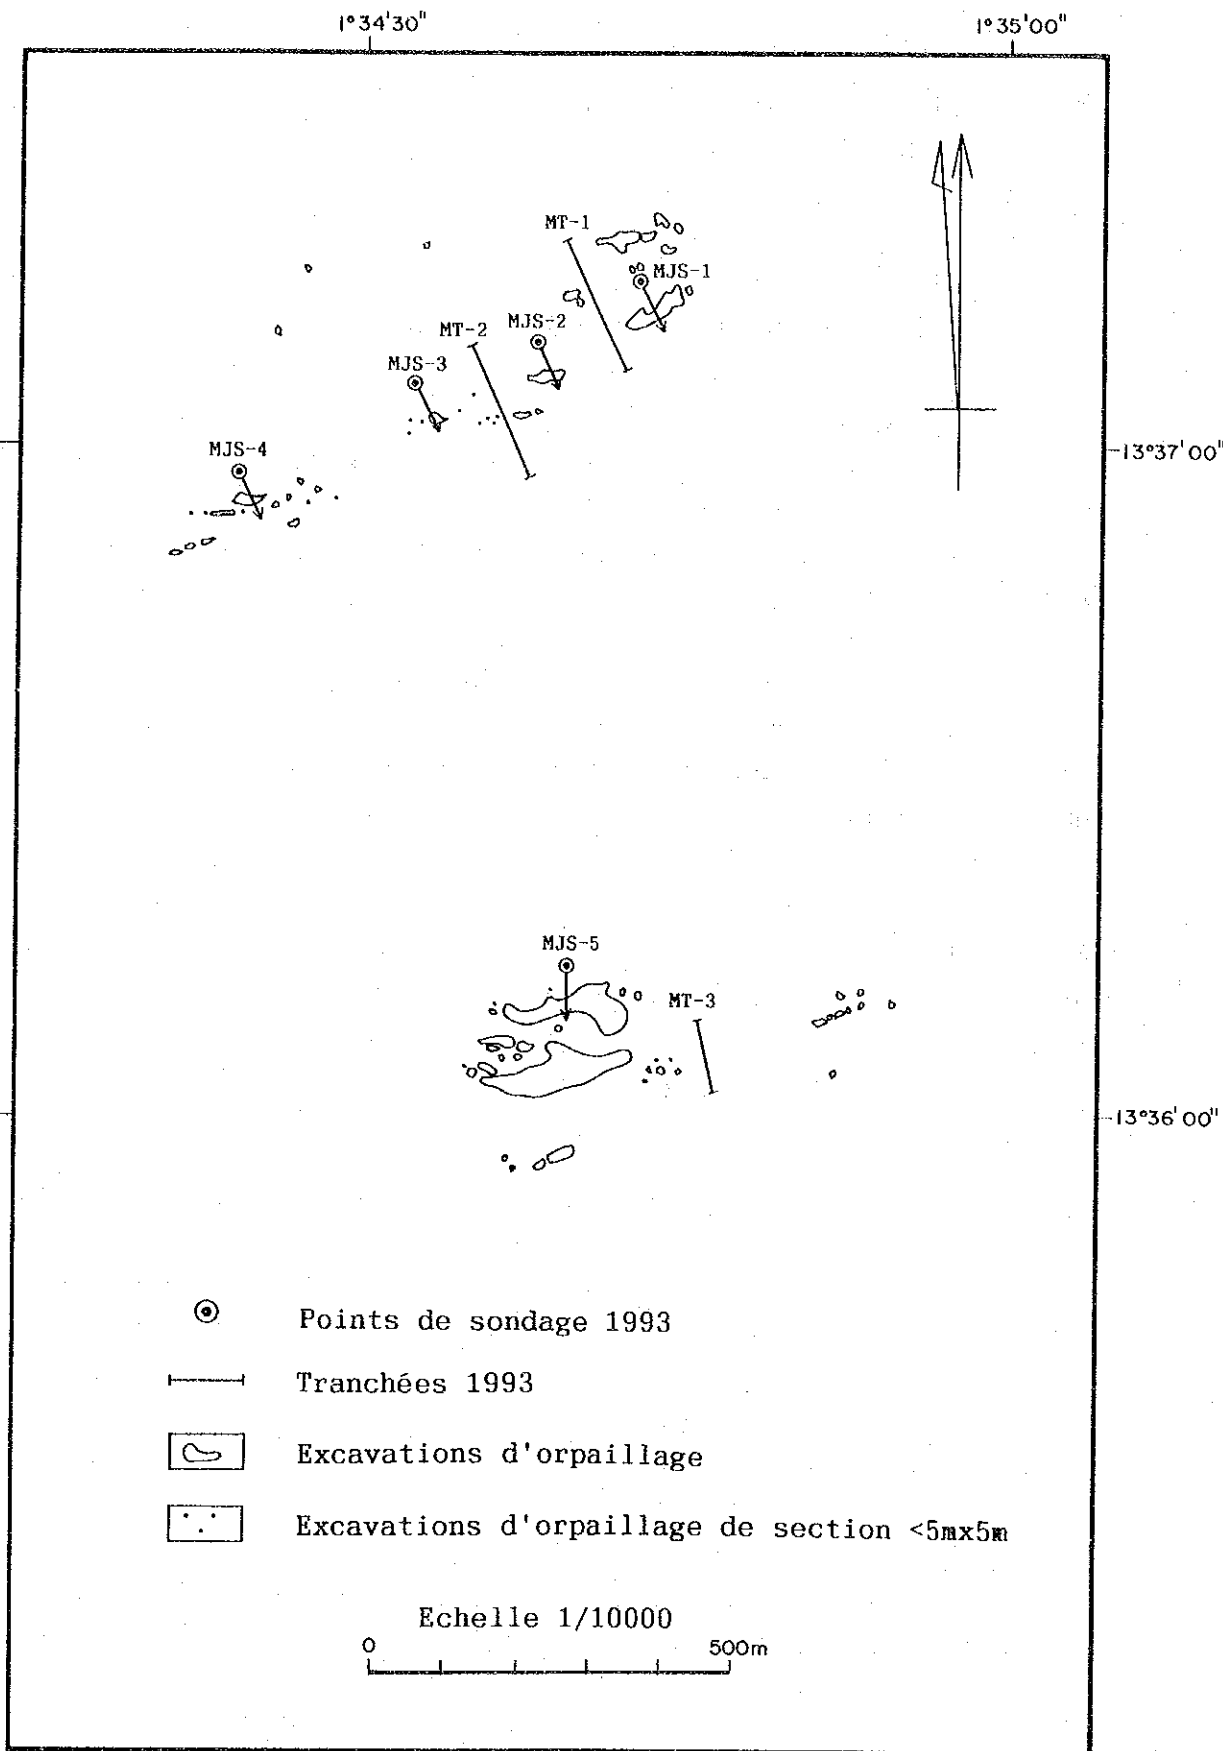 1°34'30"
1°35'00"
MT-1
MJS-1
MJS-2
MT-2
MJS-3
MJS-4
13°37'00"
MJS-5
MT-3
13°36'00"
Points de sondage 1993
Tranchées 1993
Excavations d'orpaillage
Excavations d'orpaillage de section <5mx5m
Echelle 1/10000
0 500m